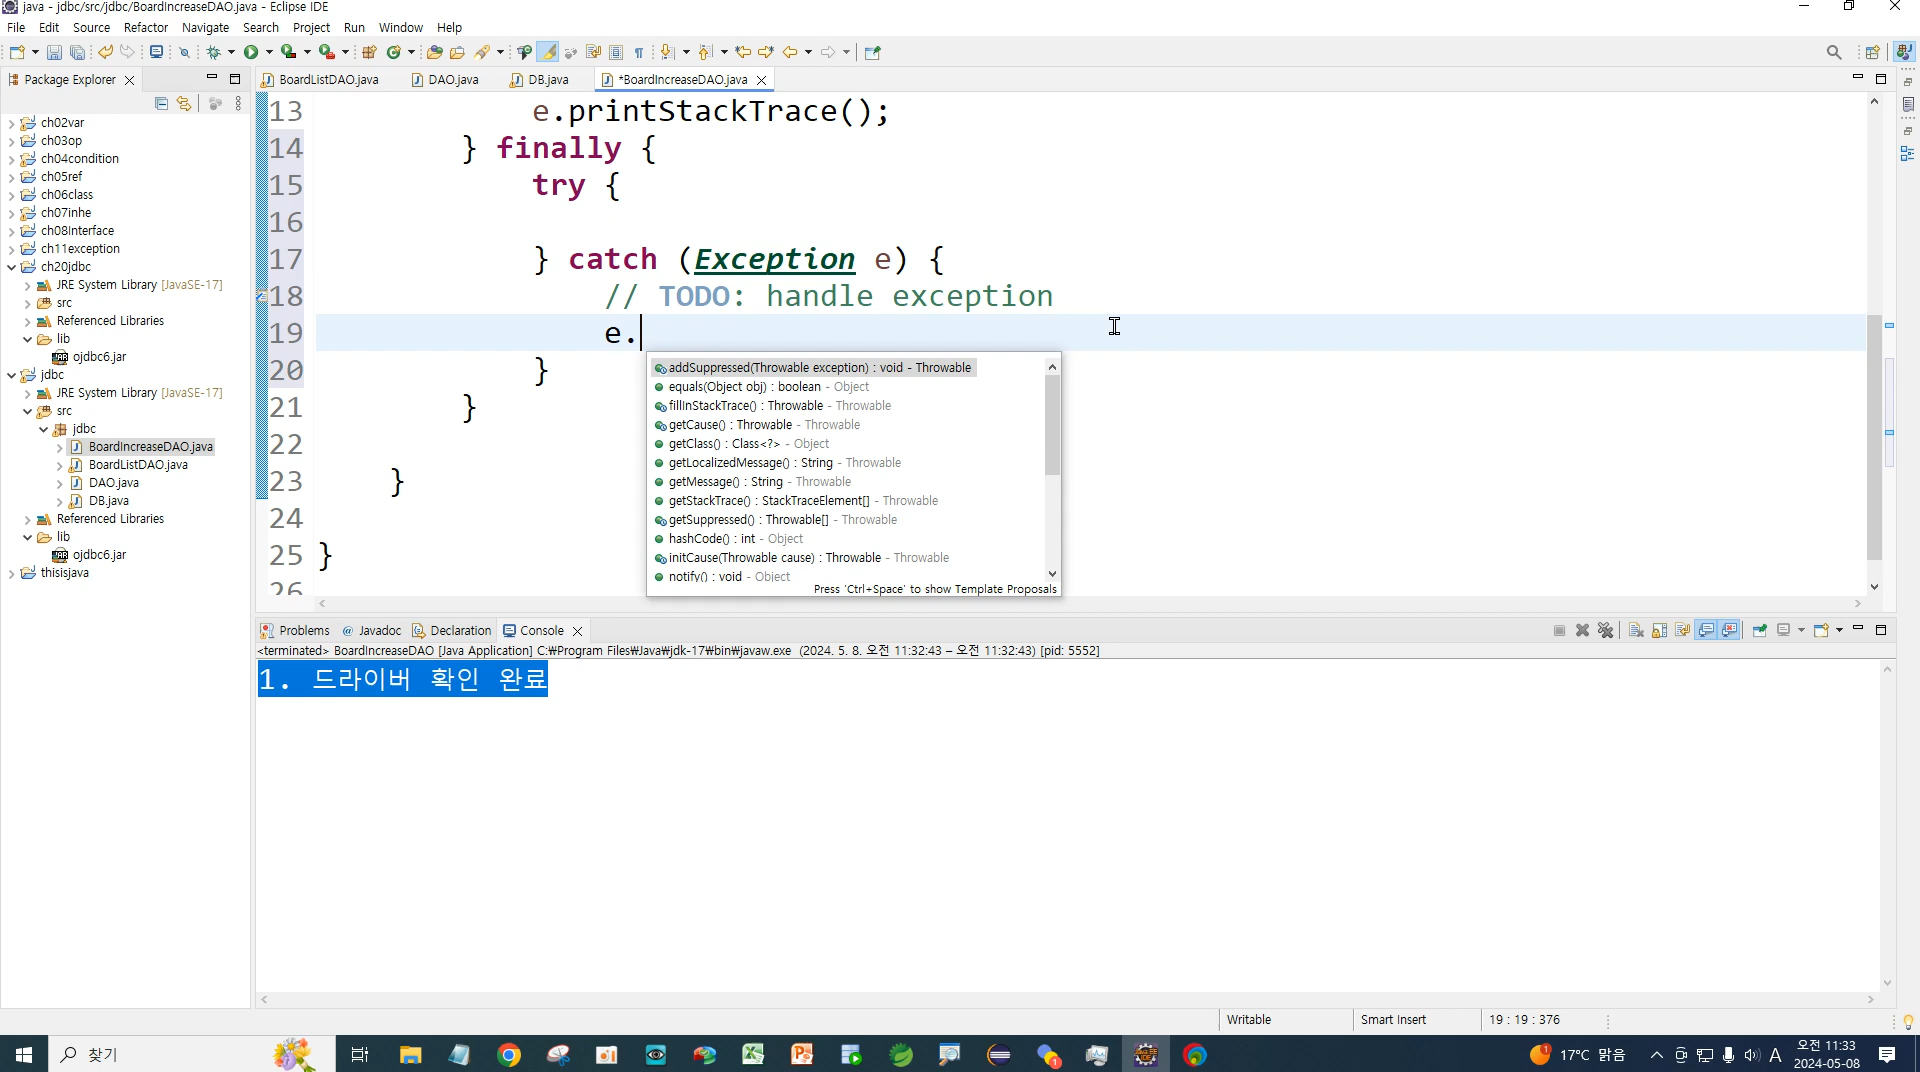 java - jdbc/src/jdbc/BoardIncreaseDAO.java - Eclipse IDE
File Edit Source Refactor Navigate Search Project Run Window Help
Package Explorer
BoardListDAO.java DAO.java DB.java *BoardIncreaseDAO.java
ch02var
ch03op
ch04condition
ch05ref
ch06class
ch07inhe
ch08Interface
ch11exception
ch20jdbc
JRE System Library [JavaSE-17]
src
Referenced Libraries
lib
ojdbc6.jar
jdbc
JRE System Library [JavaSE-17]
src
jdbc
BoardIncreaseDAO.java
BoardListDAO.java
DAO.java
DB.java
Referenced Libraries
lib
ojdbc6.jar
thisisjava
13 e.printStackTrace();
14 } finally {
15 try {
16
17 } catch (Exception e) {
18 // TODO: handle exception
19 e.
20 }
21 }
22
23 }
24
25 }
26
addSuppressed(Throwable exception) : void - Throwable
equals(Object obj) : boolean - Object
fillInStackTrace() : Throwable - Throwable
getCause() : Throwable - Throwable
getClass() : Class<?> - Object
getLocalizedMessage() : String - Throwable
getMessage() : String - Throwable
getStackTrace() : StackTraceElement[] - Throwable
getSuppressed() : Throwable[] - Throwable
hashCode() : int - Object
initCause(Throwable cause) : Throwable - Throwable
notify() : void - Object
Press 'Ctrl+Space' to show Template Proposals
Problems @ Javadoc Declaration Console
<terminated> BoardIncreaseDAO [Java Application] C:₩Program Files₩Java₩jdk-17₩bin₩javaw.exe (2024. 5. 8. 오전 11:32:43 – 오전 11:32:43) [pid: 5552]
1. 드라이버 확인 완료
Writable Smart Insert 19 : 19 : 376
찾기
17°C 맑음 A 오전 11:33
2024-05-08